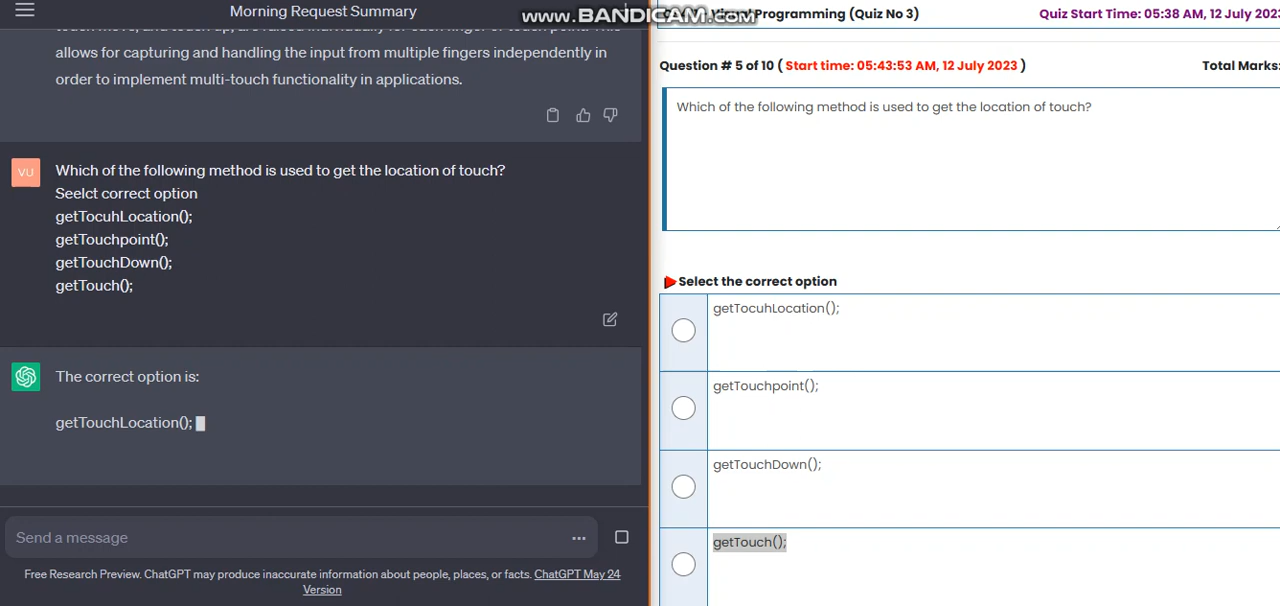 Morning Request Summary
allows for capturing and handling the input from multiple fingers independently in
order to implement multi-touch functionality in applications.
VU
Which of the following method is used to get the location of touch?
Seelct correct option
getTocuhLocation();
getTouchpoint();
getTouchDown();
getTouch();
The correct option is:
getTouchLocation();
Send a message
Free Research Preview. ChatGPT may produce inaccurate information about people, places, or facts. ChatGPT May 24
Version
www.BANDICAM.com
Programming (Quiz No 3)
Quiz Start Time: 05:38 AM, 12 July 202
Question # 5 of 10 ( Start time: 05:43:53 AM, 12 July 2023 )
Total Marks:
Which of the following method is used to get the location of touch?
Select the correct option
getTocuhLocation();
getTouchpoint();
getTouchDown();
getTouch();